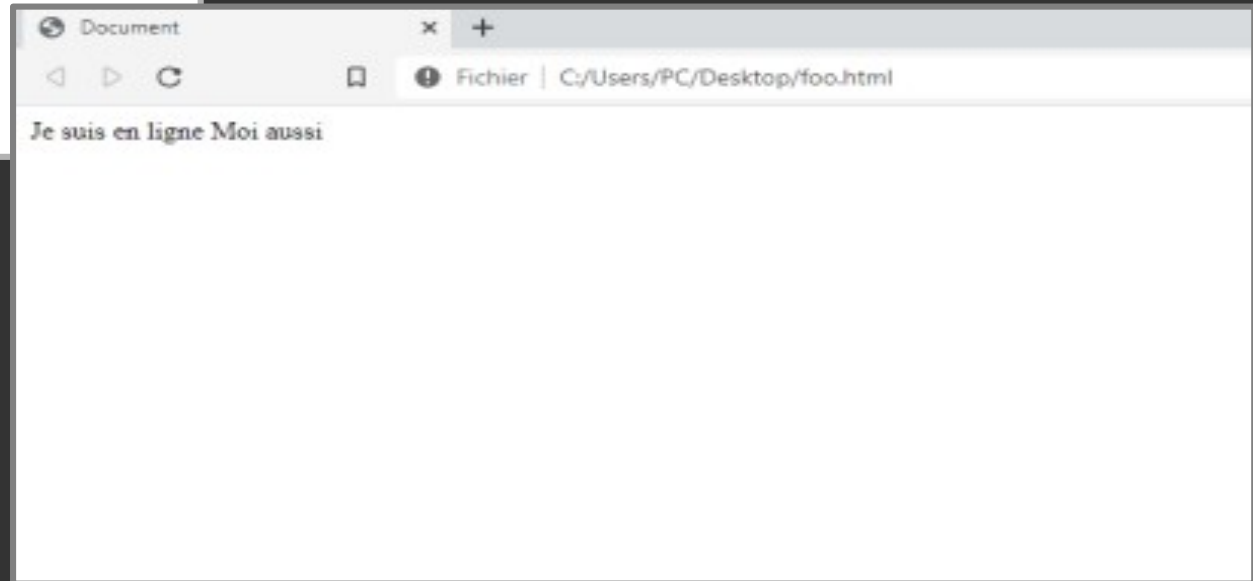 Document
Fichier | C:/Users/PC/Desktop/foo.html
Je suis en ligne Moi aussi